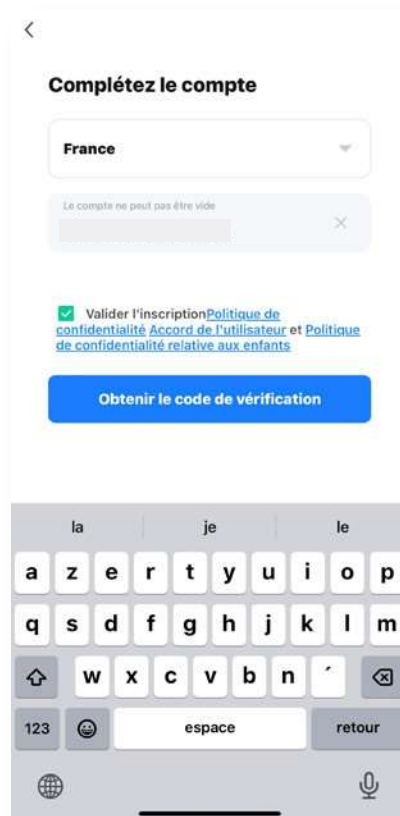 Complétez le compte
France
Le compte ne peut pas être vide
Valider l'inscriptionPolitique de
confidentialité Accord de l'utilisateur et Politique
de confidentialité relative aux enfants
Obtenir le code de vérification
la je le
a z e r t y u i o p
q s d f g h j k l m
w x c v b n ´
123 espace retour